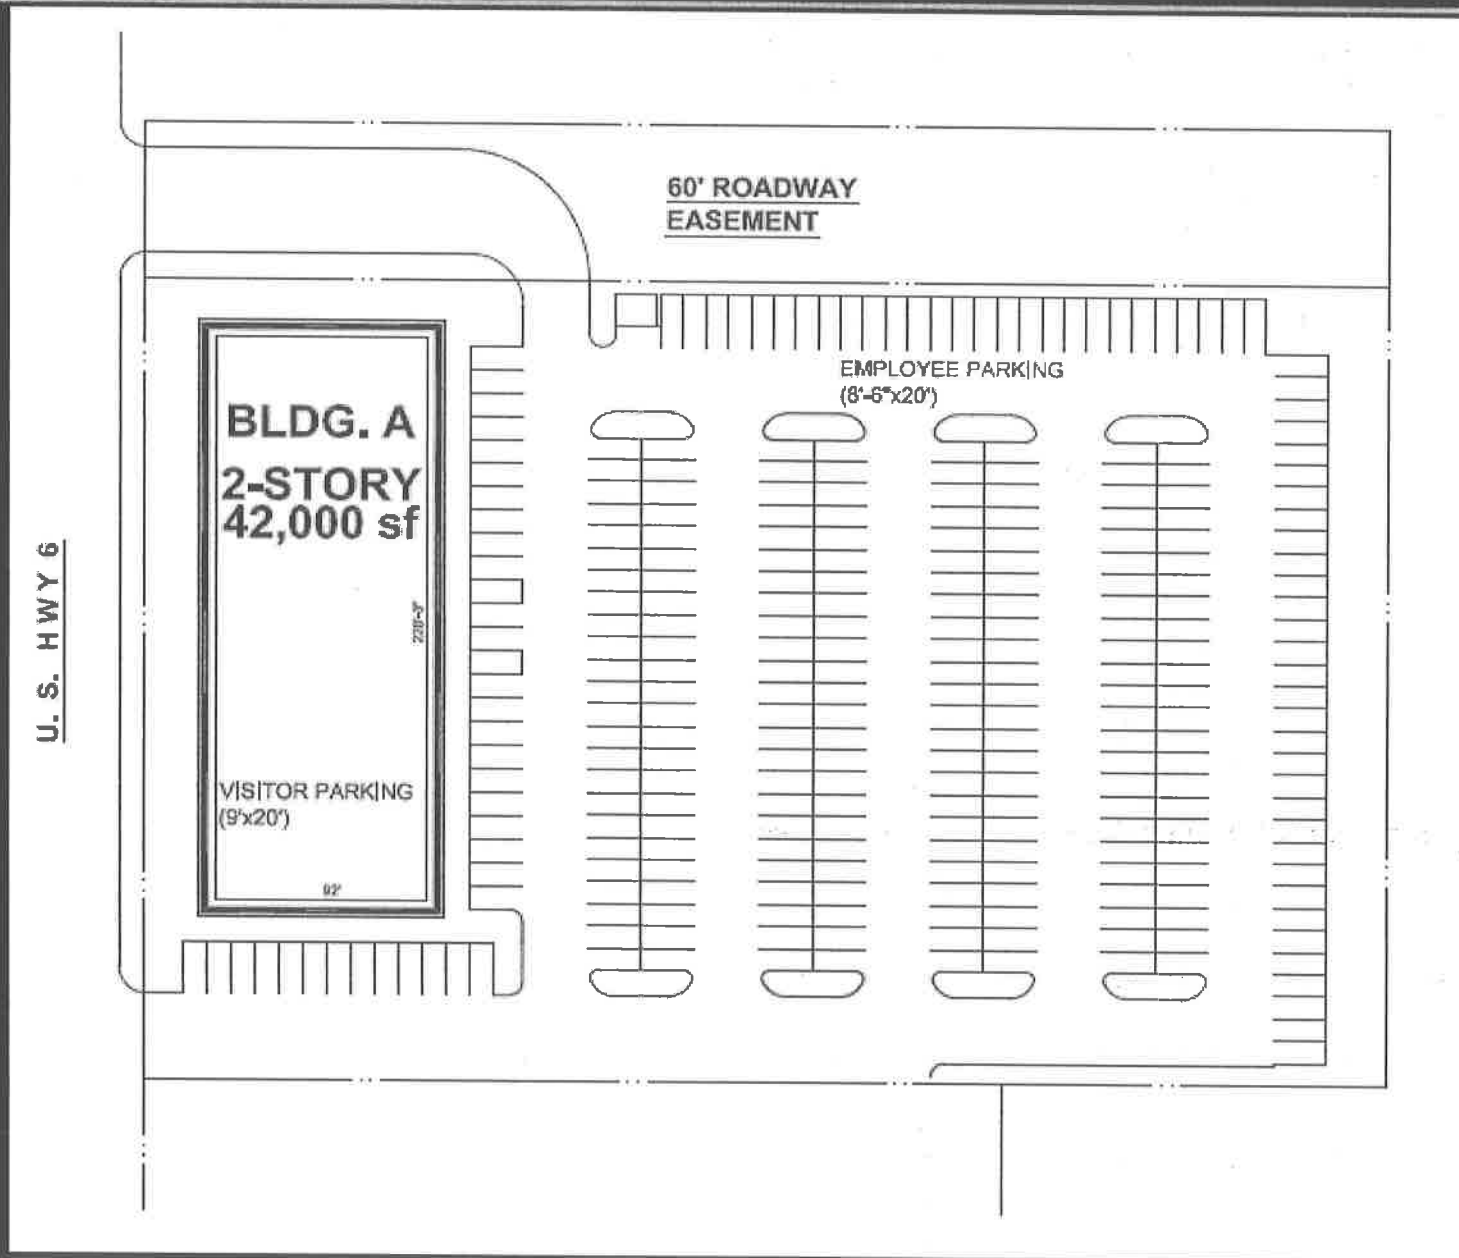 60' ROADWAY
EASEMENT
EMPLOYEE PARKING
(8'-6"x20')
BLDG. A
2-STORY
42,000 sf
U. S. HWY 6
VISITOR PARKING
(9'x20')
92'